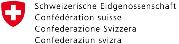 Schweizerische Eidgenossenschaft
Confédération suisse
Confederazione Svizzera
Confederaziun svizra